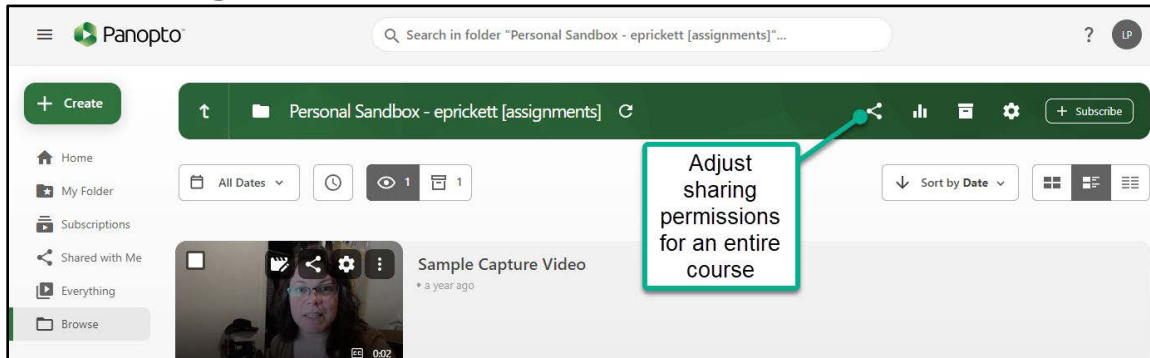 Panopto
Search in folder "Personal Sandbox - eprickett [assignments]"...
?
LP
+ Create
Personal Sandbox - eprickett [assignments]
+ Subscribe
Home
My Folder
Subscriptions
Shared with Me
Everything
Browse
All Dates
1
1
Sort by Date
Adjust
sharing
permissions
for an entire
course
Sample Capture Video
• a year ago
CC 0:02